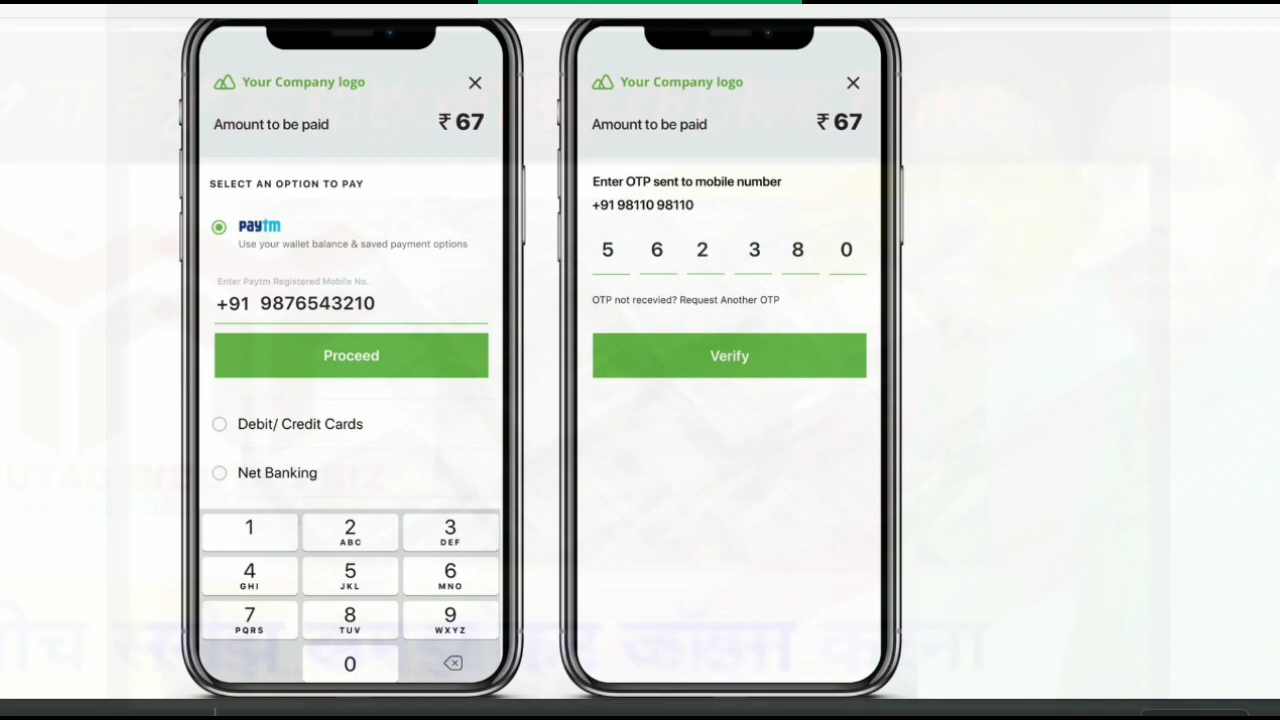 Your Company logo
Amount to be paid ₹ 67
SELECT AN OPTION TO PAY
paytm
Use your wallet balance & saved payment options
Enter Paytm Registered Mobile No.
+91 9876543210
Proceed
Debit/ Credit Cards
Net Banking
1 2 3
ABC DEF
4 5 6
GHI JKL MNO
7 8 9
PQRS TUV WXYZ
0
Your Company logo
Amount to be paid ₹ 67
Enter OTP sent to mobile number
+91 98110 98110
5 6 2 3 8 0
OTP not recevied? Request Another OTP
Verify